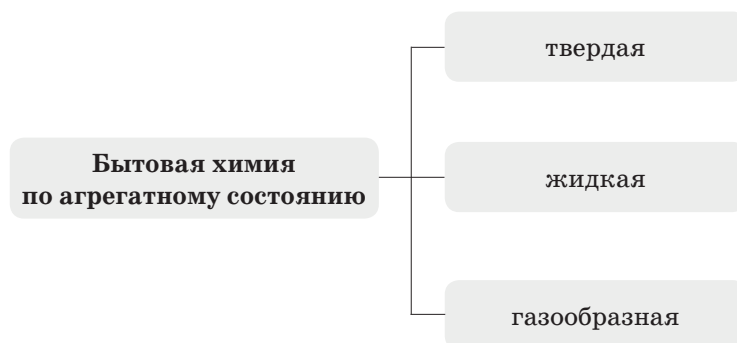 твердая
Бытовая химия
по агрегатному состоянию
жидкая
газообразная